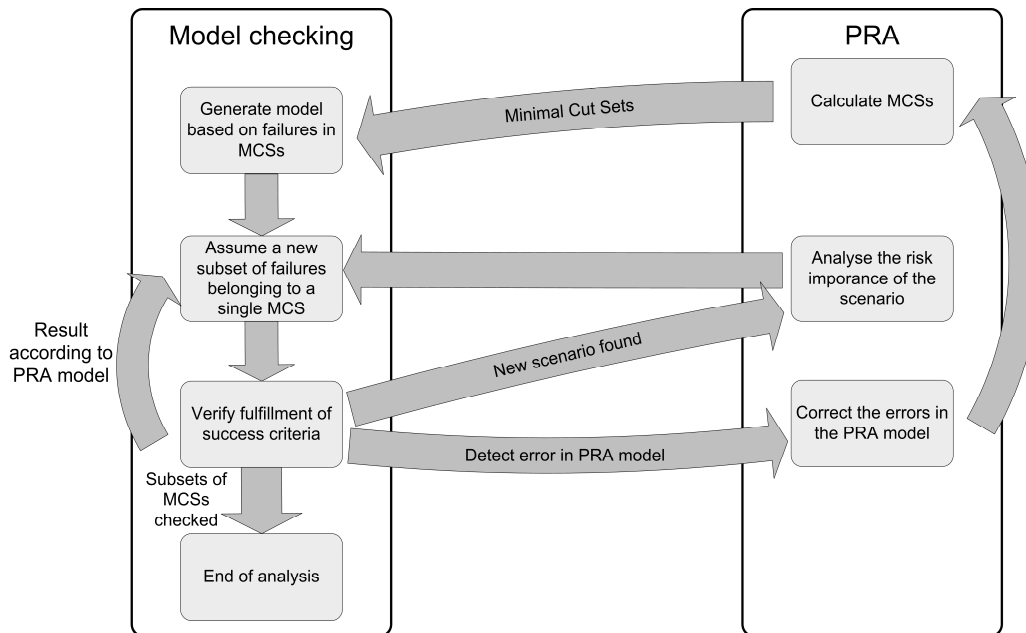 Model checking
PRA
Generate model
based on failures in
MCSs
Minimal Cut Sets
Calculate MCSs
Assume a new
subset of failures
belonging to a
single MCS
Analyse the risk
imporance of the
scenario
Result
according to
PRA model
New scenario found
Verify fulfillment of
success criteria
Correct the errors in
the PRA model
Detect error in PRA model
Subsets of
MCSs
checked
End of analysis